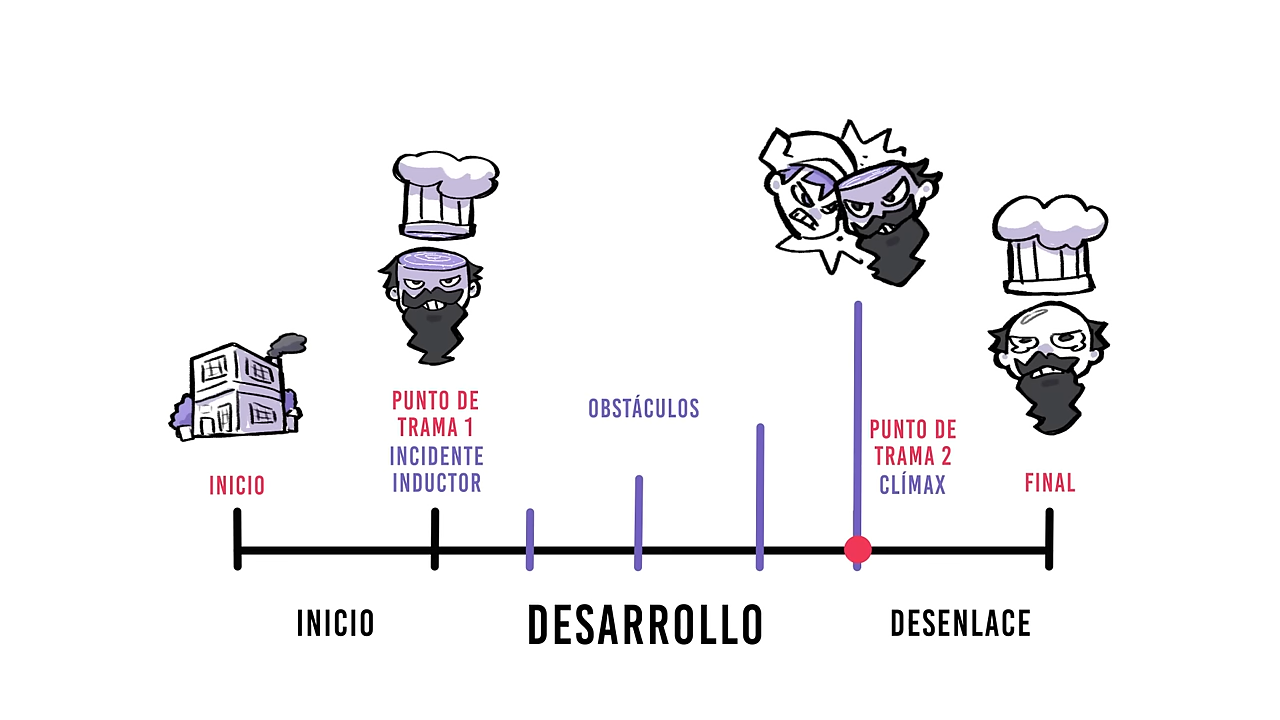 INICIO
PUNTO DE
TRAMA 1
INCIDENTE
INDUCTOR
OBSTÁCULOS
PUNTO DE
TRAMA 2
CLÍMAX
FINAL
INICIO
DESARROLLO
DESENLACE